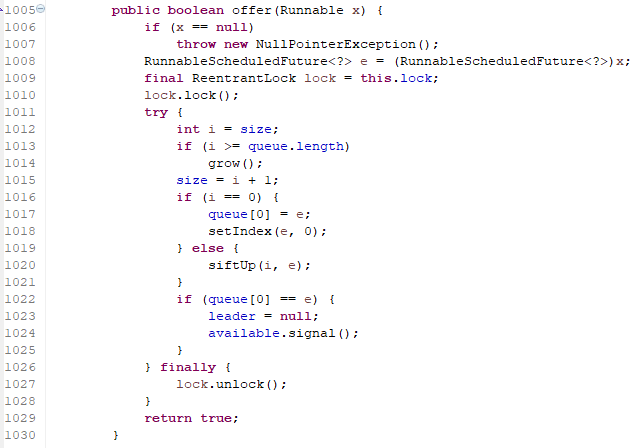 1005        public boolean offer(Runnable x) {
1006            if (x == null)
1007                throw new NullPointerException();
1008            RunnableScheduledFuture<?> e = (RunnableScheduledFuture<?>)x;
1009            final ReentrantLock lock = this.lock;
1010            lock.lock();
1011            try {
1012                int i = size;
1013                if (i >= queue.length)
1014                    grow();
1015                size = i + 1;
1016                if (i == 0) {
1017                    queue[0] = e;
1018                    setIndex(e, 0);
1019                } else {
1020                    siftUp(i, e);
1021                }
1022                if (queue[0] == e) {
1023                    leader = null;
1024                    available.signal();
1025                }
1026            } finally {
1027                lock.unlock();
1028            }
1029            return true;
1030        }